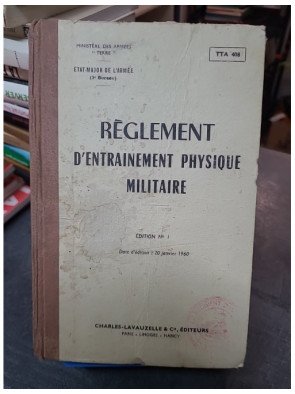 MINISTÈRE DES ARMÉES
" TERRE "
TTA 408
ÉTAT-MAJOR DE L'ARMÉE
(3e BUREAU)
RÈGLEMENT
D'ENTRAINEMENT PHYSIQUE
MILITAIRE
ÉDITION No 1
Date d'édition : 20 janvier 1960
CHARLES-LAVAUZELLE & Cie, ÉDITEURS
PARIS - LIMOGES - NANCY